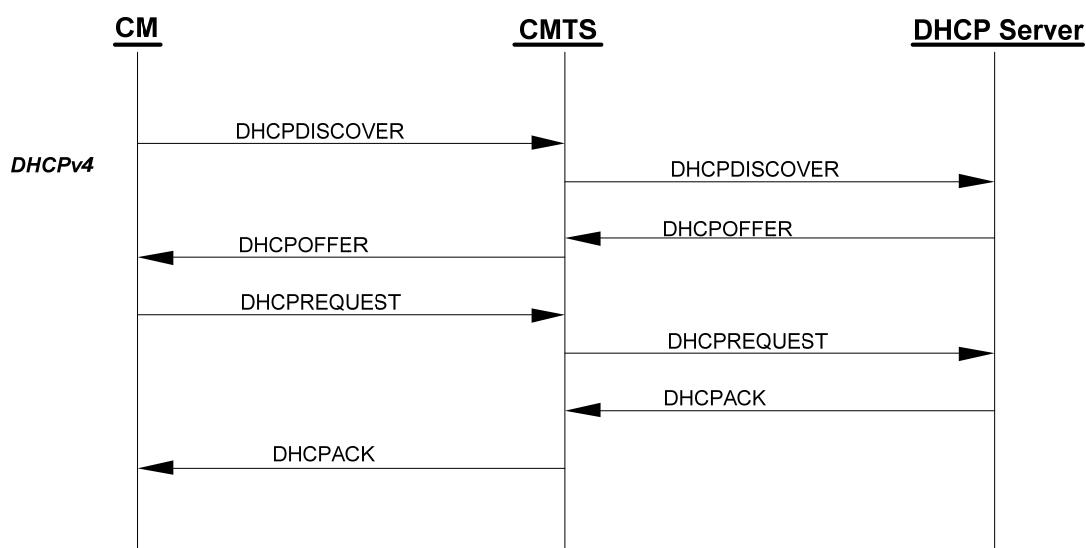 CM
CMTS
DHCP Server
DHCPDISCOVER
DHCPv4
DHCPDISCOVER
DHCPOFFER
DHCPOFFER
DHCPREQUEST
DHCPREQUEST
DHCPACK
DHCPACK